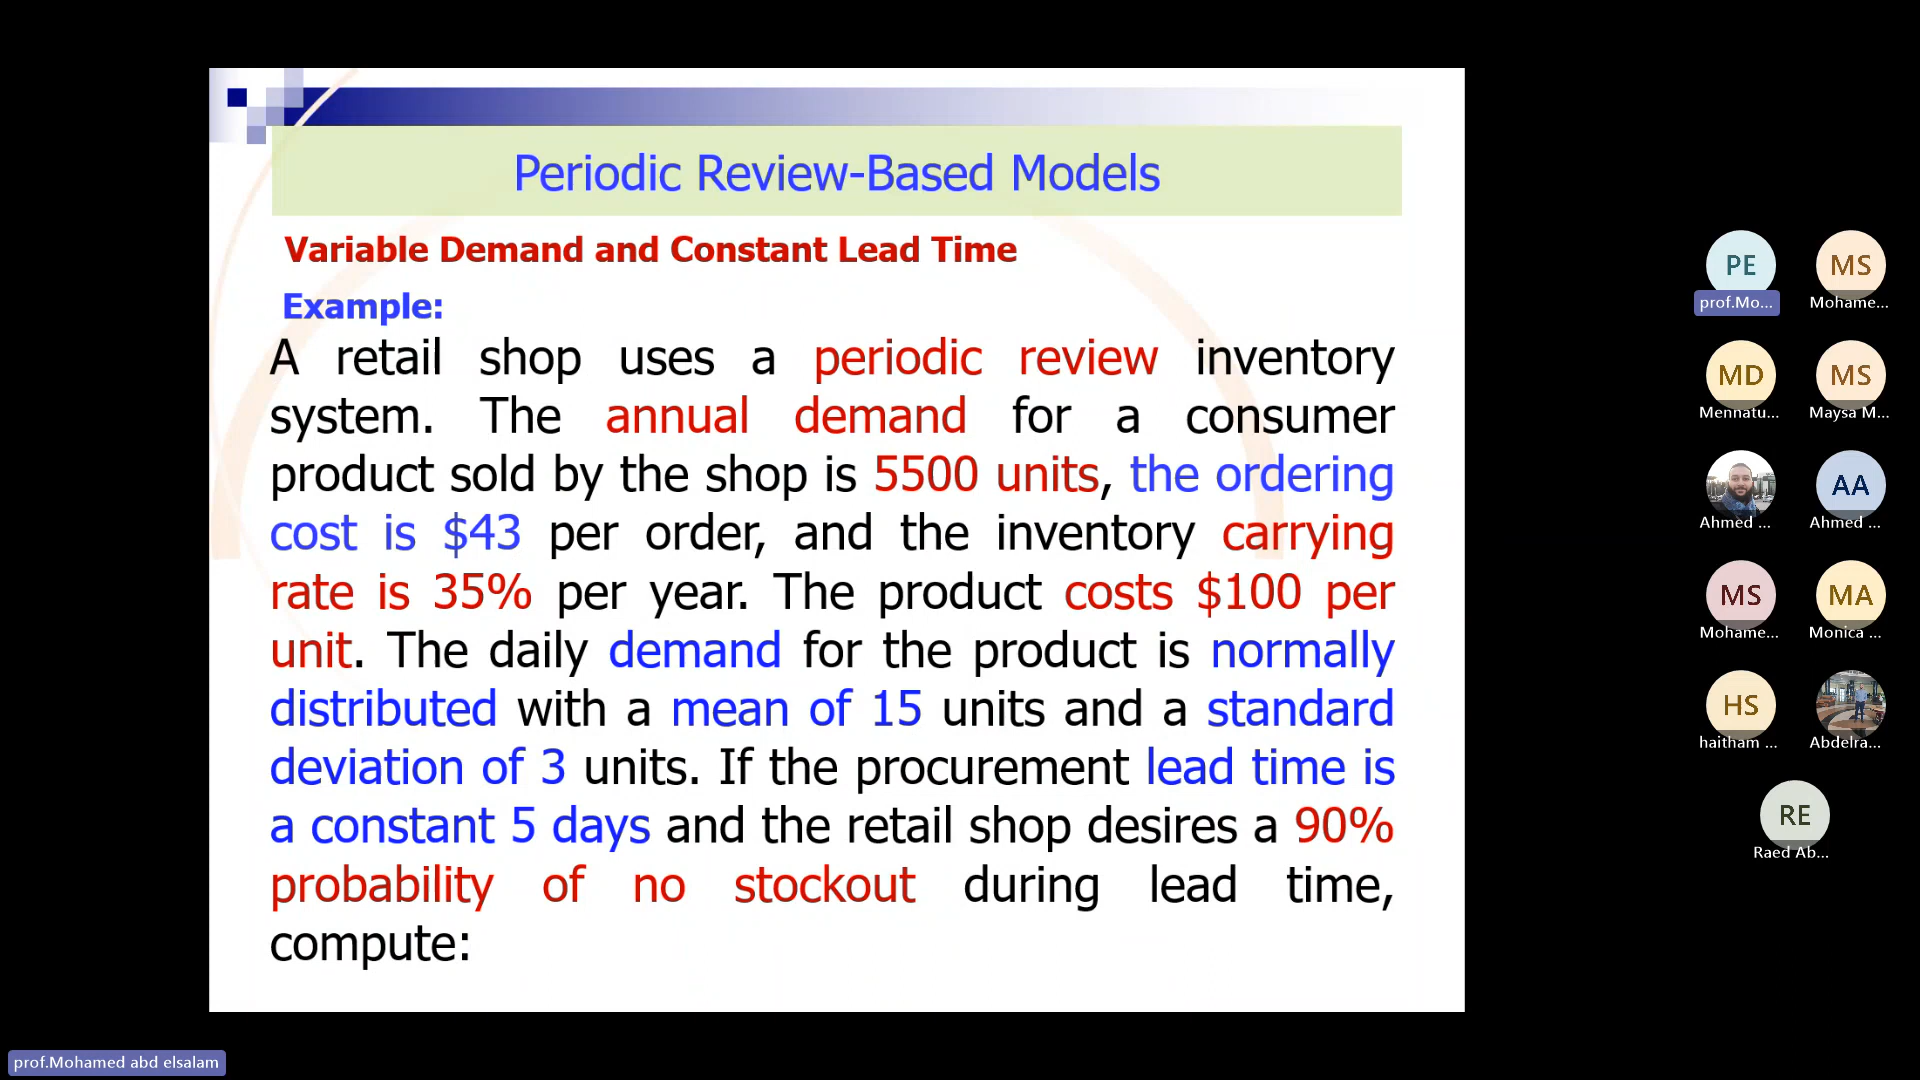 Periodic Review-Based Models
Variable Demand and Constant Lead Time
Example:
A retail shop uses a periodic review inventory
system. The annual demand for a consumer
product sold by the shop is 5500 units, the ordering
cost is $43 per order, and the inventory carrying
rate is 35% per year. The product costs $100 per
unit. The daily demand for the product is normally
distributed with a mean of 15 units and a standard
deviation of 3 units. If the procurement lead time is
a constant 5 days and the retail shop desires a 90%
probability of no stockout during lead time,
compute:
PE
prof.Mo...
MS
Mohame...
MD
Mennatu...
MS
Maysa M...
Ahmed ...
AA
Ahmed ...
MS
Mohame...
MA
Monica ...
HS
haitham ...
Abdelra...
RE
Raed Ab...
prof.Mohamed abd elsalam